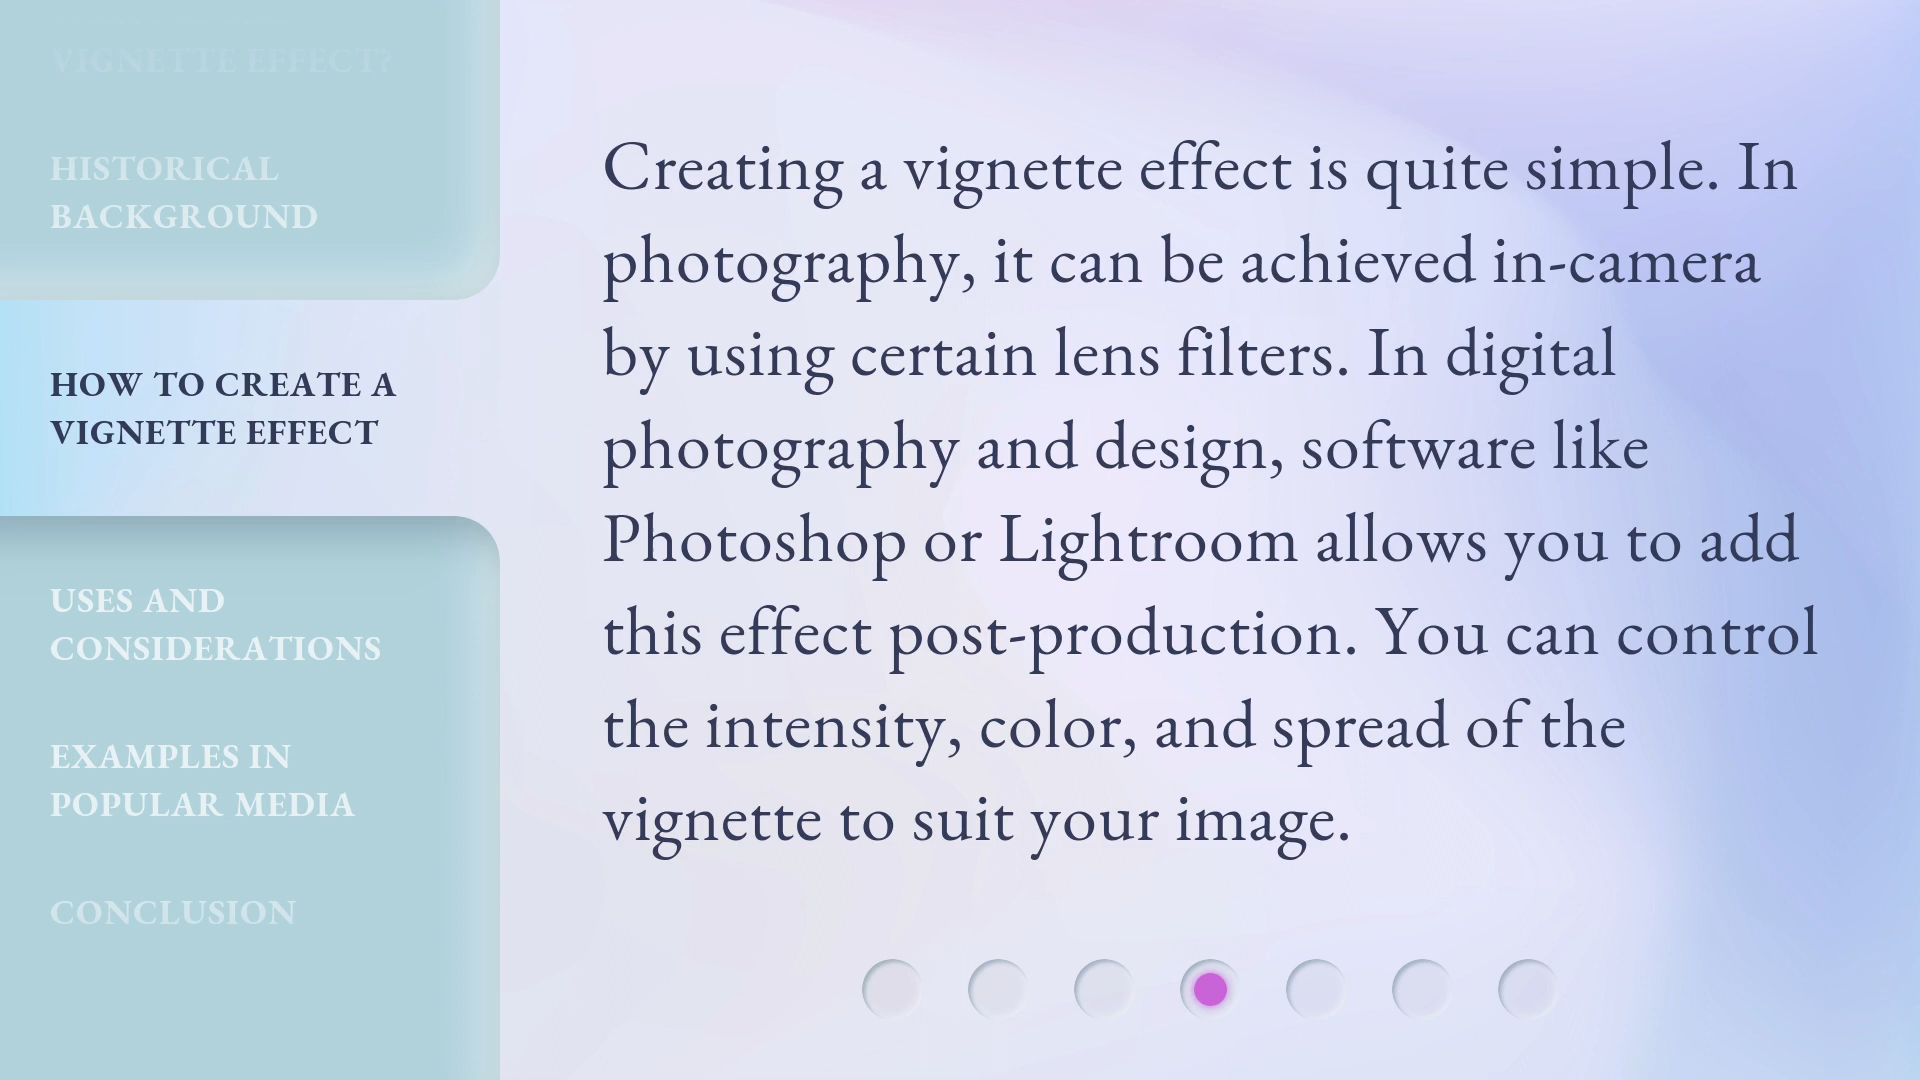 VIGNETTE EFFECT?
HISTORICAL
BACKGROUND
HOW TO CREATE A
VIGNETTE EFFECT
USES AND
CONSIDERATIONS
EXAMPLES IN
POPULAR MEDIA
CONCLUSION
Creating a vignette effect is quite simple. In
photography, it can be achieved in-camera
by using certain lens filters. In digital
photography and design, software like
Photoshop or Lightroom allows you to add
this effect post-production. You can control
the intensity, color, and spread of the
vignette to suit your image.